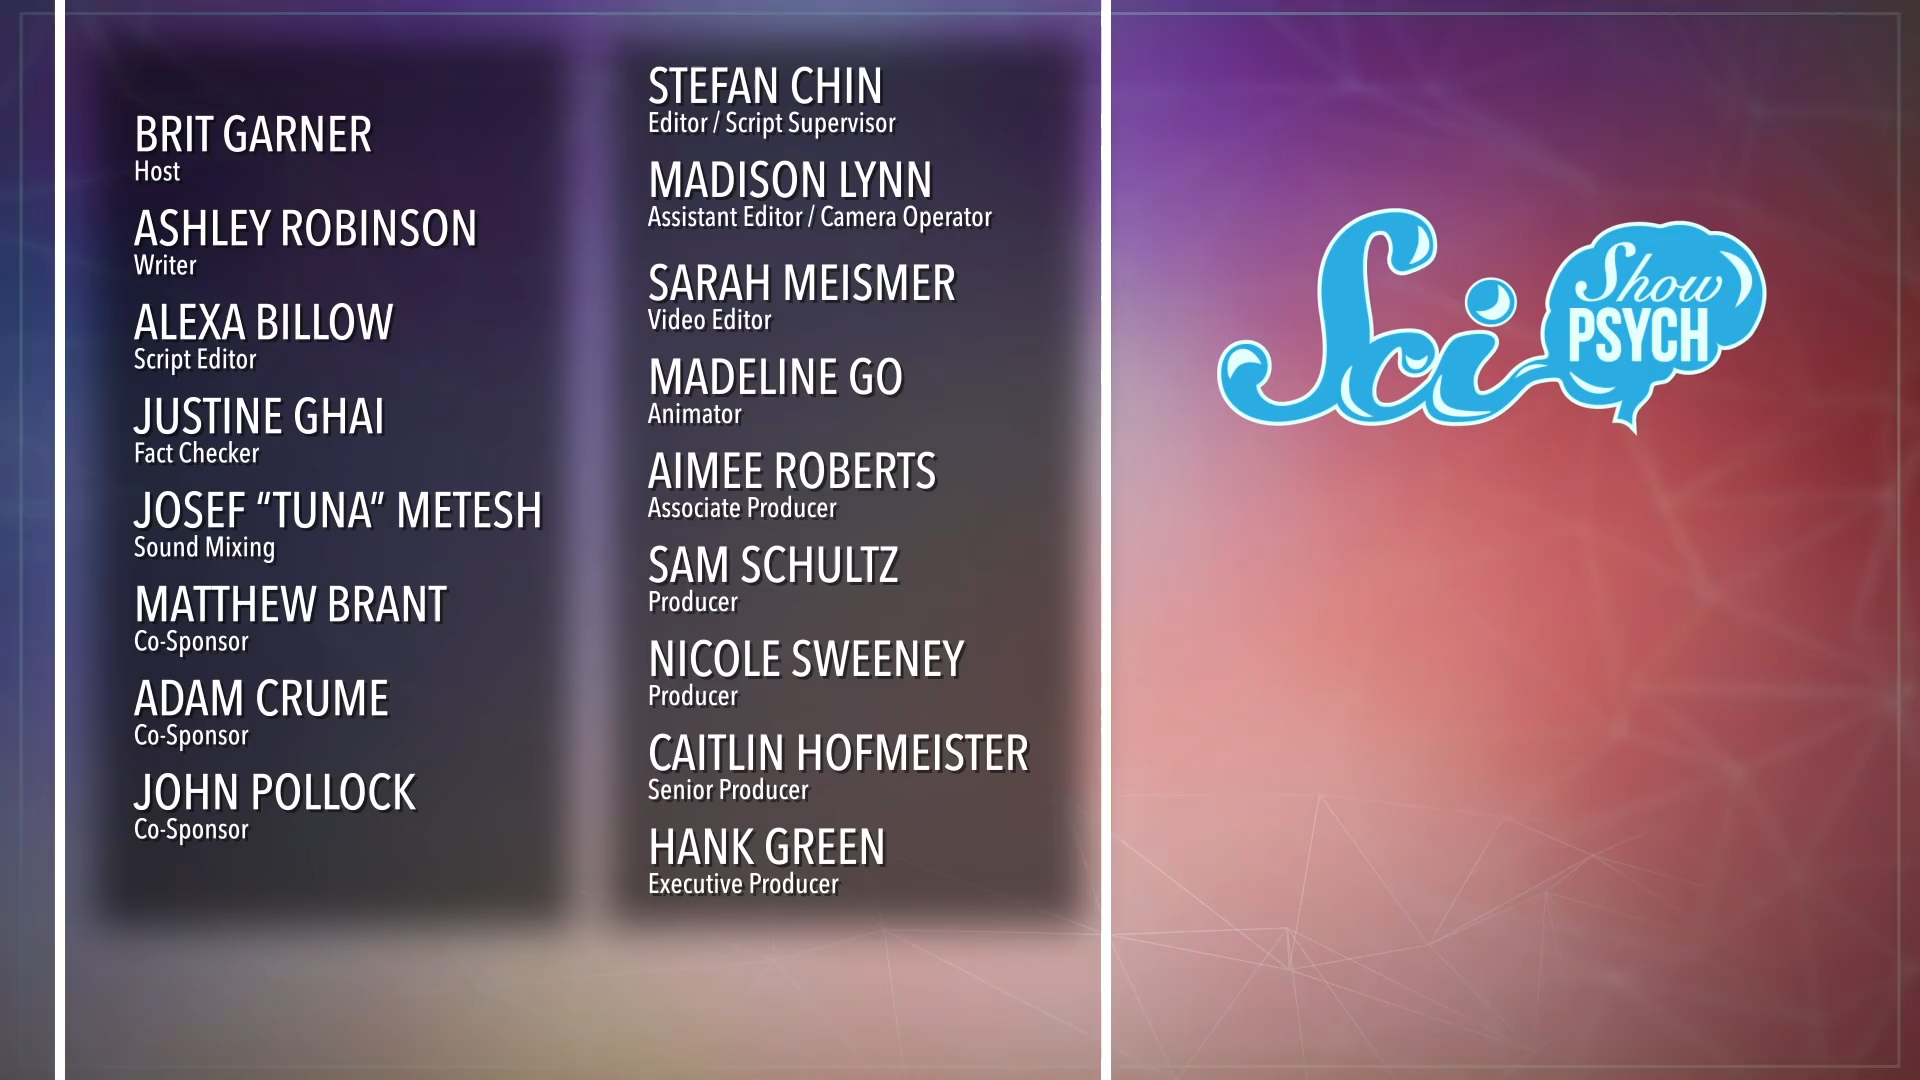 BRIT GARNER
Host
ASHLEY ROBINSON
Writer
ALEXA BILLOW
Script Editor
JUSTINE GHAI
Fact Checker
JOSEF “TUNA” METESH
Sound Mixing
MATTHEW BRANT
Co-Sponsor
ADAM CRUME
Co-Sponsor
JOHN POLLOCK
Co-Sponsor
STEFAN CHIN
Editor / Script Supervisor
MADISON LYNN
Assistant Editor / Camera Operator
SARAH MEISMER
Video Editor
MADELINE GO
Animator
AIMEE ROBERTS
Associate Producer
SAM SCHULTZ
Producer
NICOLE SWEENEY
Producer
CAITLIN HOFMEISTER
Senior Producer
HANK GREEN
Executive Producer
Sci
Show
PSYCH